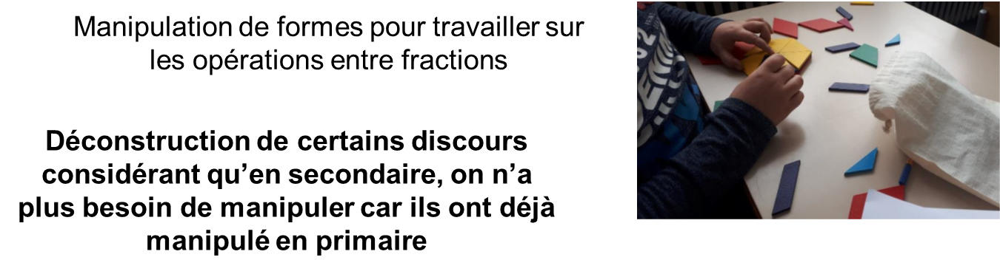 Manipulation de formes pour travailler sur
les opérations entre fractions
Déconstruction de certains discours
considérant qu’en secondaire, on n’a
plus besoin de manipuler car ils ont déjà
manipulé en primaire